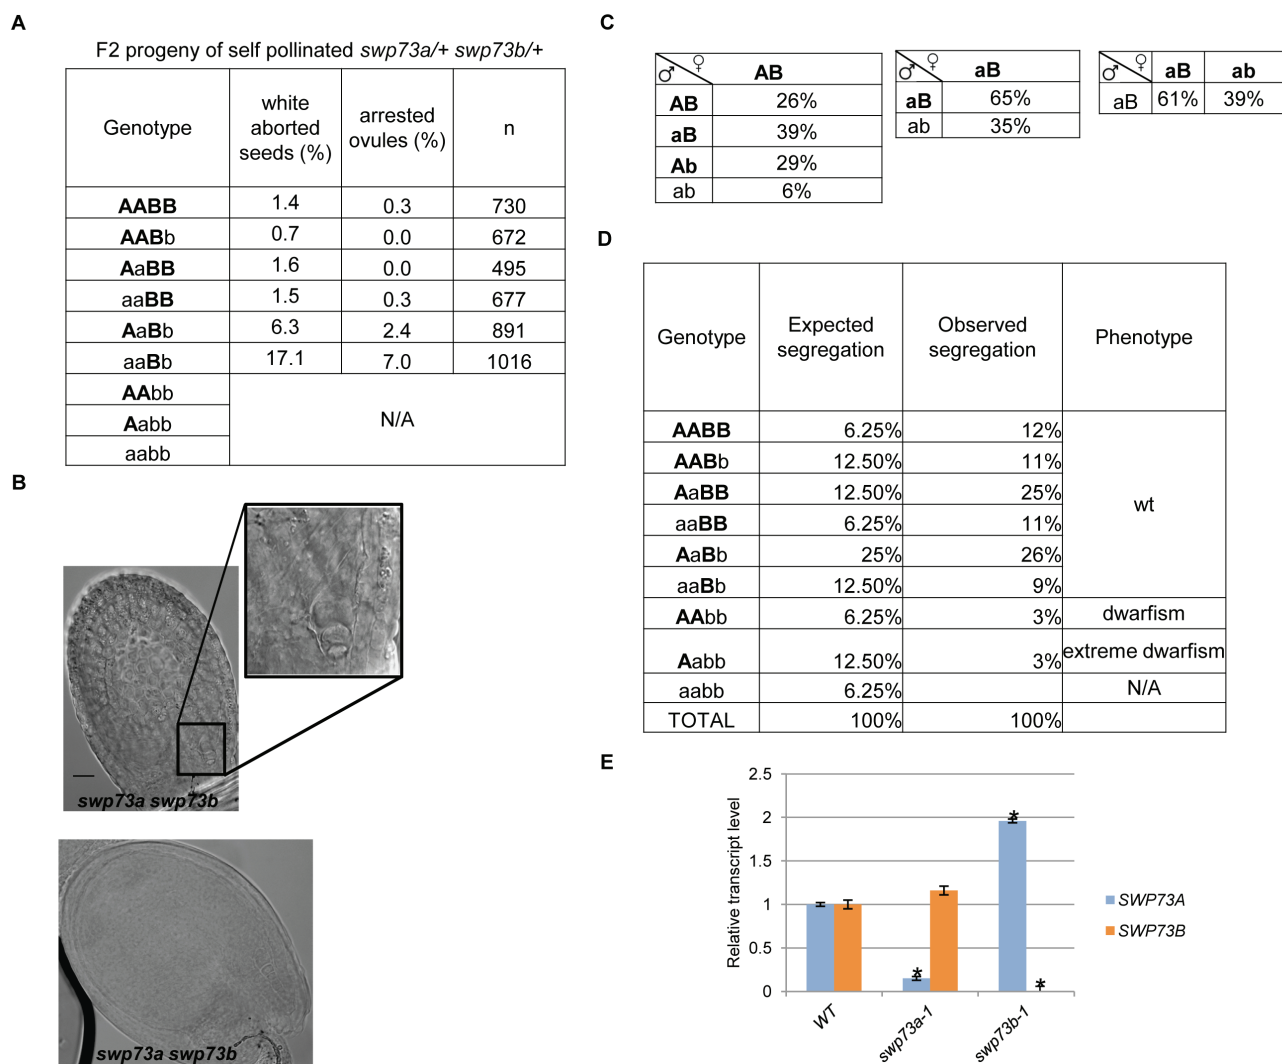 A
F2 progeny of self pollinated swp73a/+ swp73b/+
Genotype white aborted seeds (%) arrested ovules (%) n
AABB 1.4 0.3 730
AABb 0.7 0.0 672
AaBB 1.6 0.0 495
aaBB 1.5 0.3 677
AaBb 6.3 2.4 891
aaBb 17.1 7.0 1016
AAbb N/A
Aabb
aabb
B
swp73a swp73b
swp73a swp73b
C
♂ ♀ AB
AB 26%
aB 39%
Ab 29%
ab 6%
♂ ♀ aB
aB 65%
ab 35%
♂ ♀ aB ab
aB 61% 39%
D
Genotype Expected segregation Observed segregation Phenotype
AABB 6.25% 12% wt
AABb 12.50% 11%
AaBB 12.50% 25%
aaBB 6.25% 11%
AaBb 25% 26%
aaBb 12.50% 9%
AAbb 6.25% 3% dwarfism
Aabb 12.50% 3% extreme dwarfism
aabb 6.25% N/A
TOTAL 100% 100%
E
Relative transcript level
2.5
2
1.5
1
0.5
0
*
*
*
WT
swp73a-1
swp73b-1
SWP73A
SWP73B